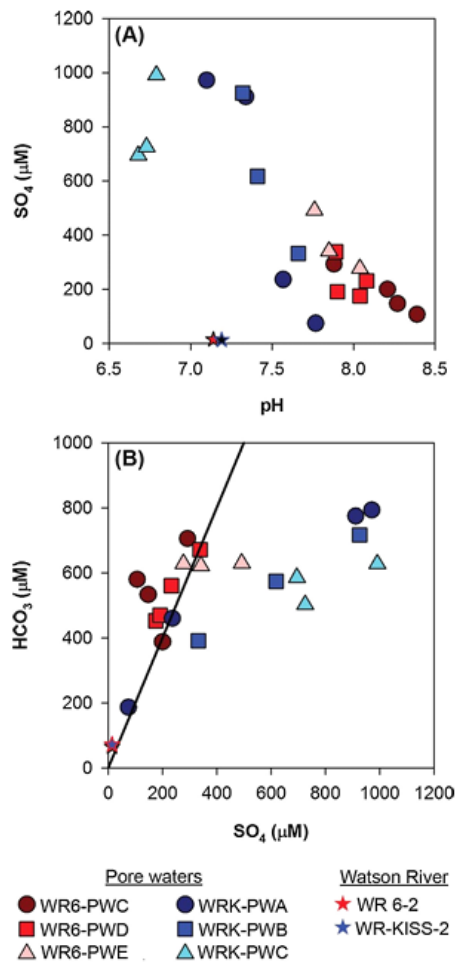 1200
(A)
1000
800
600
400
200
0
SO₄ (μM)
6.5 7.0 7.5 8.0 8.5
pH
1000
(B)
800
600
400
200
0
HCO₃ (μM)
0 200 400 600 800 1000 1200
SO₄ (μM)
Pore waters Watson River
WR6-PWC WRK-PWA WR 6-2
WR6-PWD WRK-PWB WR-KISS-2
WR6-PWE WRK-PWC